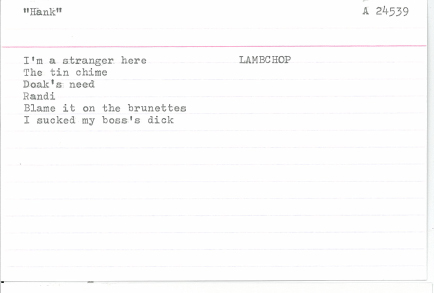 "Hank" A 24539
I'm a stranger here LAMBCHOP
The tin chime
Doak's need
Randi
Blame it on the brunettes
I sucked my boss's dick